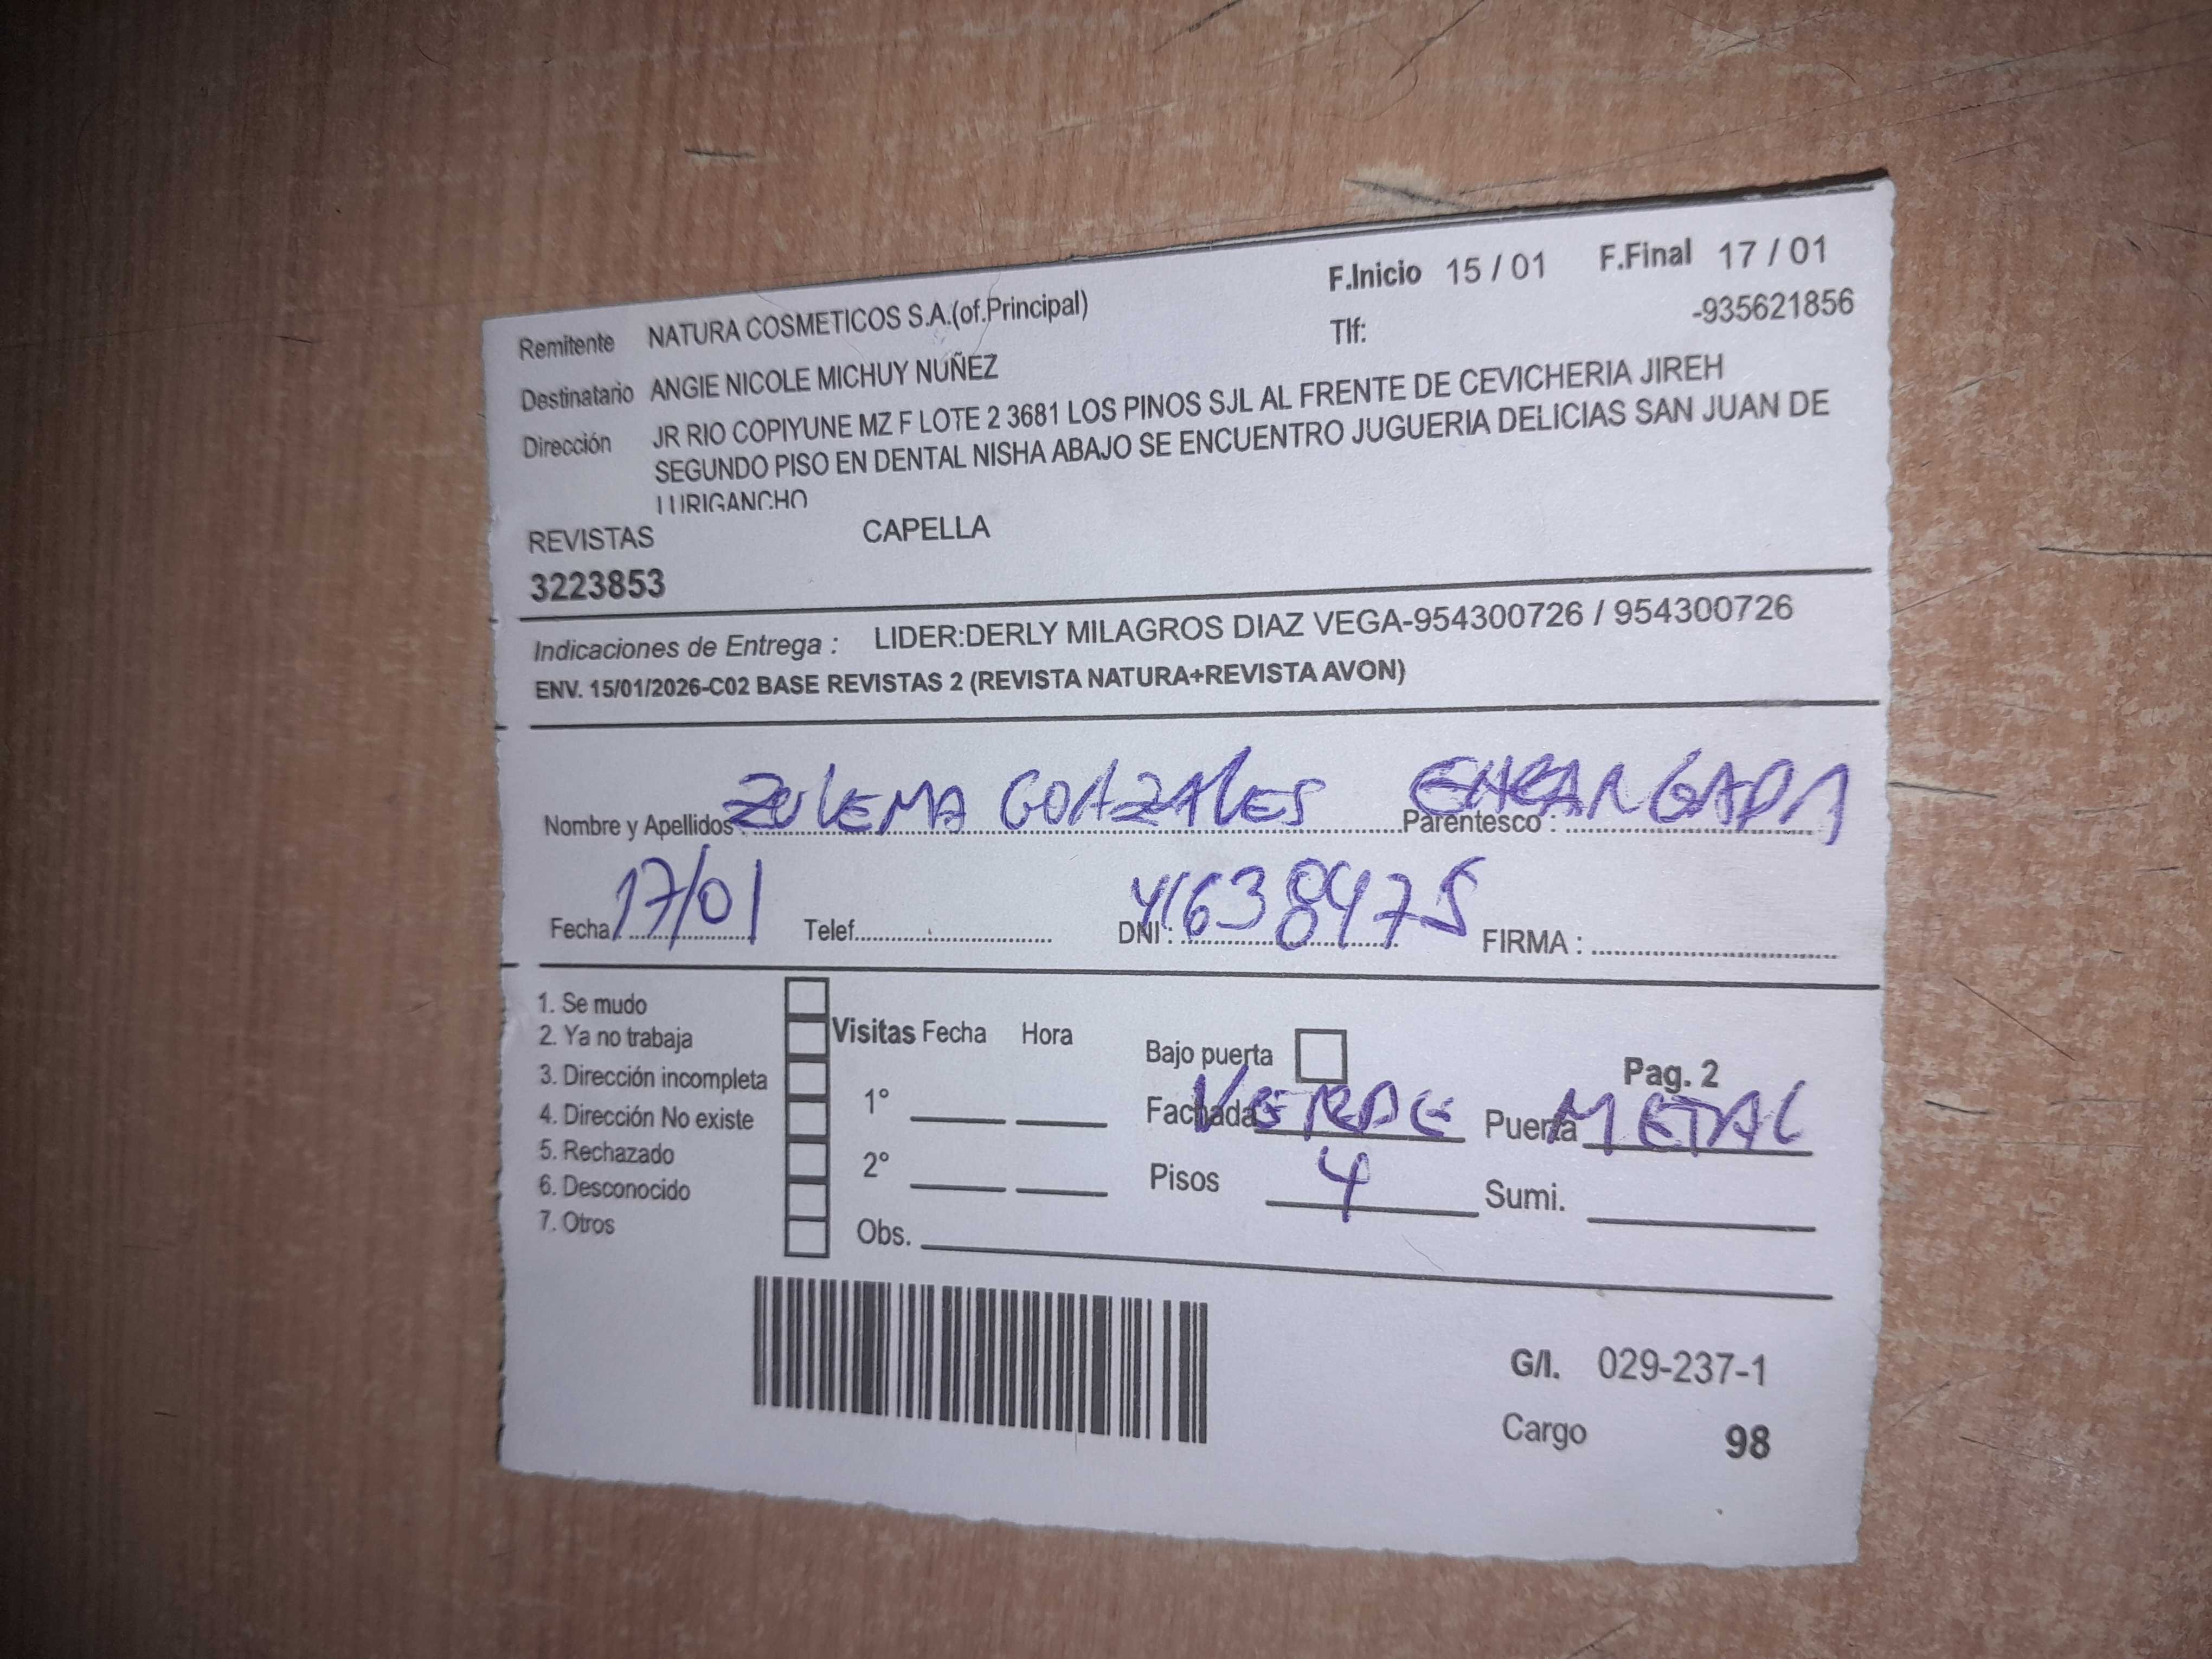 F.Inicio 15 / 01 F.Final 17 / 01
Remitente NATURA COSMETICOS S.A.(of.Principal) Tlf: -935621856
Destinatario ANGIE NICOLE MICHUY NUÑEZ
Dirección JR RIO COPIYUNE MZ F LOTE 2 3681 LOS PINOS SJL AL FRENTE DE CEVICHERIA JIREH
SEGUNDO PISO EN DENTAL NISHA ABAJO SE ENCUENTRO JUGUERIA DELICIAS SAN JUAN DE
LURIGANCHO
REVISTAS CAPELLA
3223853
Indicaciones de Entrega : LIDER:DERLY MILAGROS DIAZ VEGA-954300726 / 954300726
ENV. 15/01/2026-C02 BASE REVISTAS 2 (REVISTA NATURA+REVISTA AVON)
Nombre y Apellidos ZULEMA GONZALES Parentesco : ENCARGADA
Fecha 17/01 Telef. DNI : 41638475 FIRMA :
1. Se mudo
2. Ya no trabaja
3. Dirección incompleta
4. Dirección No existe
5. Rechazado
6. Desconocido
7. Otros
Visitas Fecha Hora
1°
2°
Obs.
Bajo puerta Pag. 2
Fachada VERDE Puerta METAL
Pisos 4 Sumi.
G/I. 029-237-1
Cargo 98